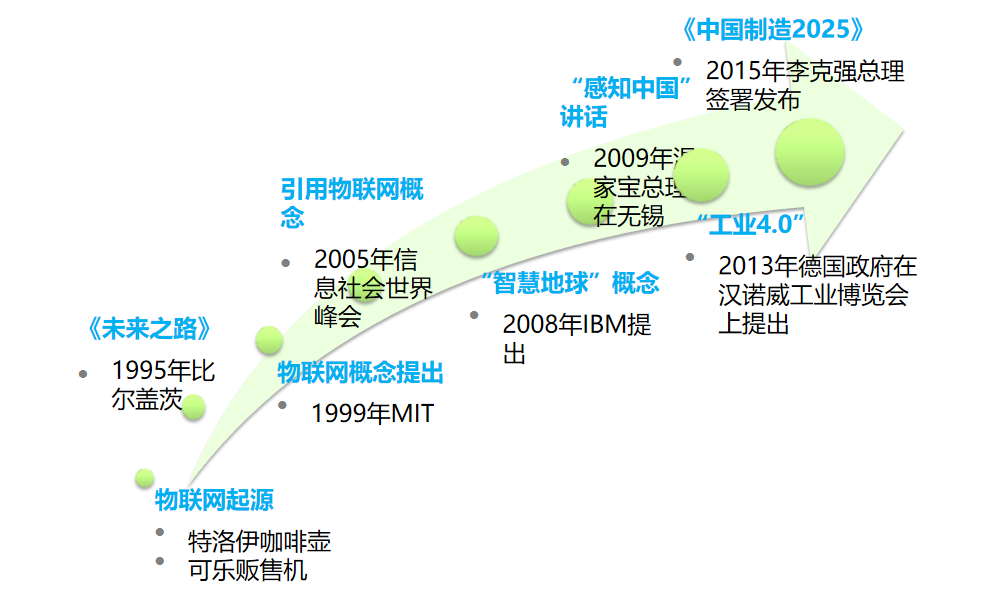 物联网起源
特洛伊咖啡壶
可乐贩售机
《未来之路》
1995年比
尔盖茨
物联网概念提出
1999年MIT
引用物联网概
念
2005年信
息社会世界
峰会
“智慧地球”概念
2008年IBM提
出
“感知中国”
讲话
2009年温
家宝总理
在无锡
“工业4.0”
2013年德国政府在
汉诺威工业博览会
上提出
《中国制造2025》
2015年李克强总理
签署发布